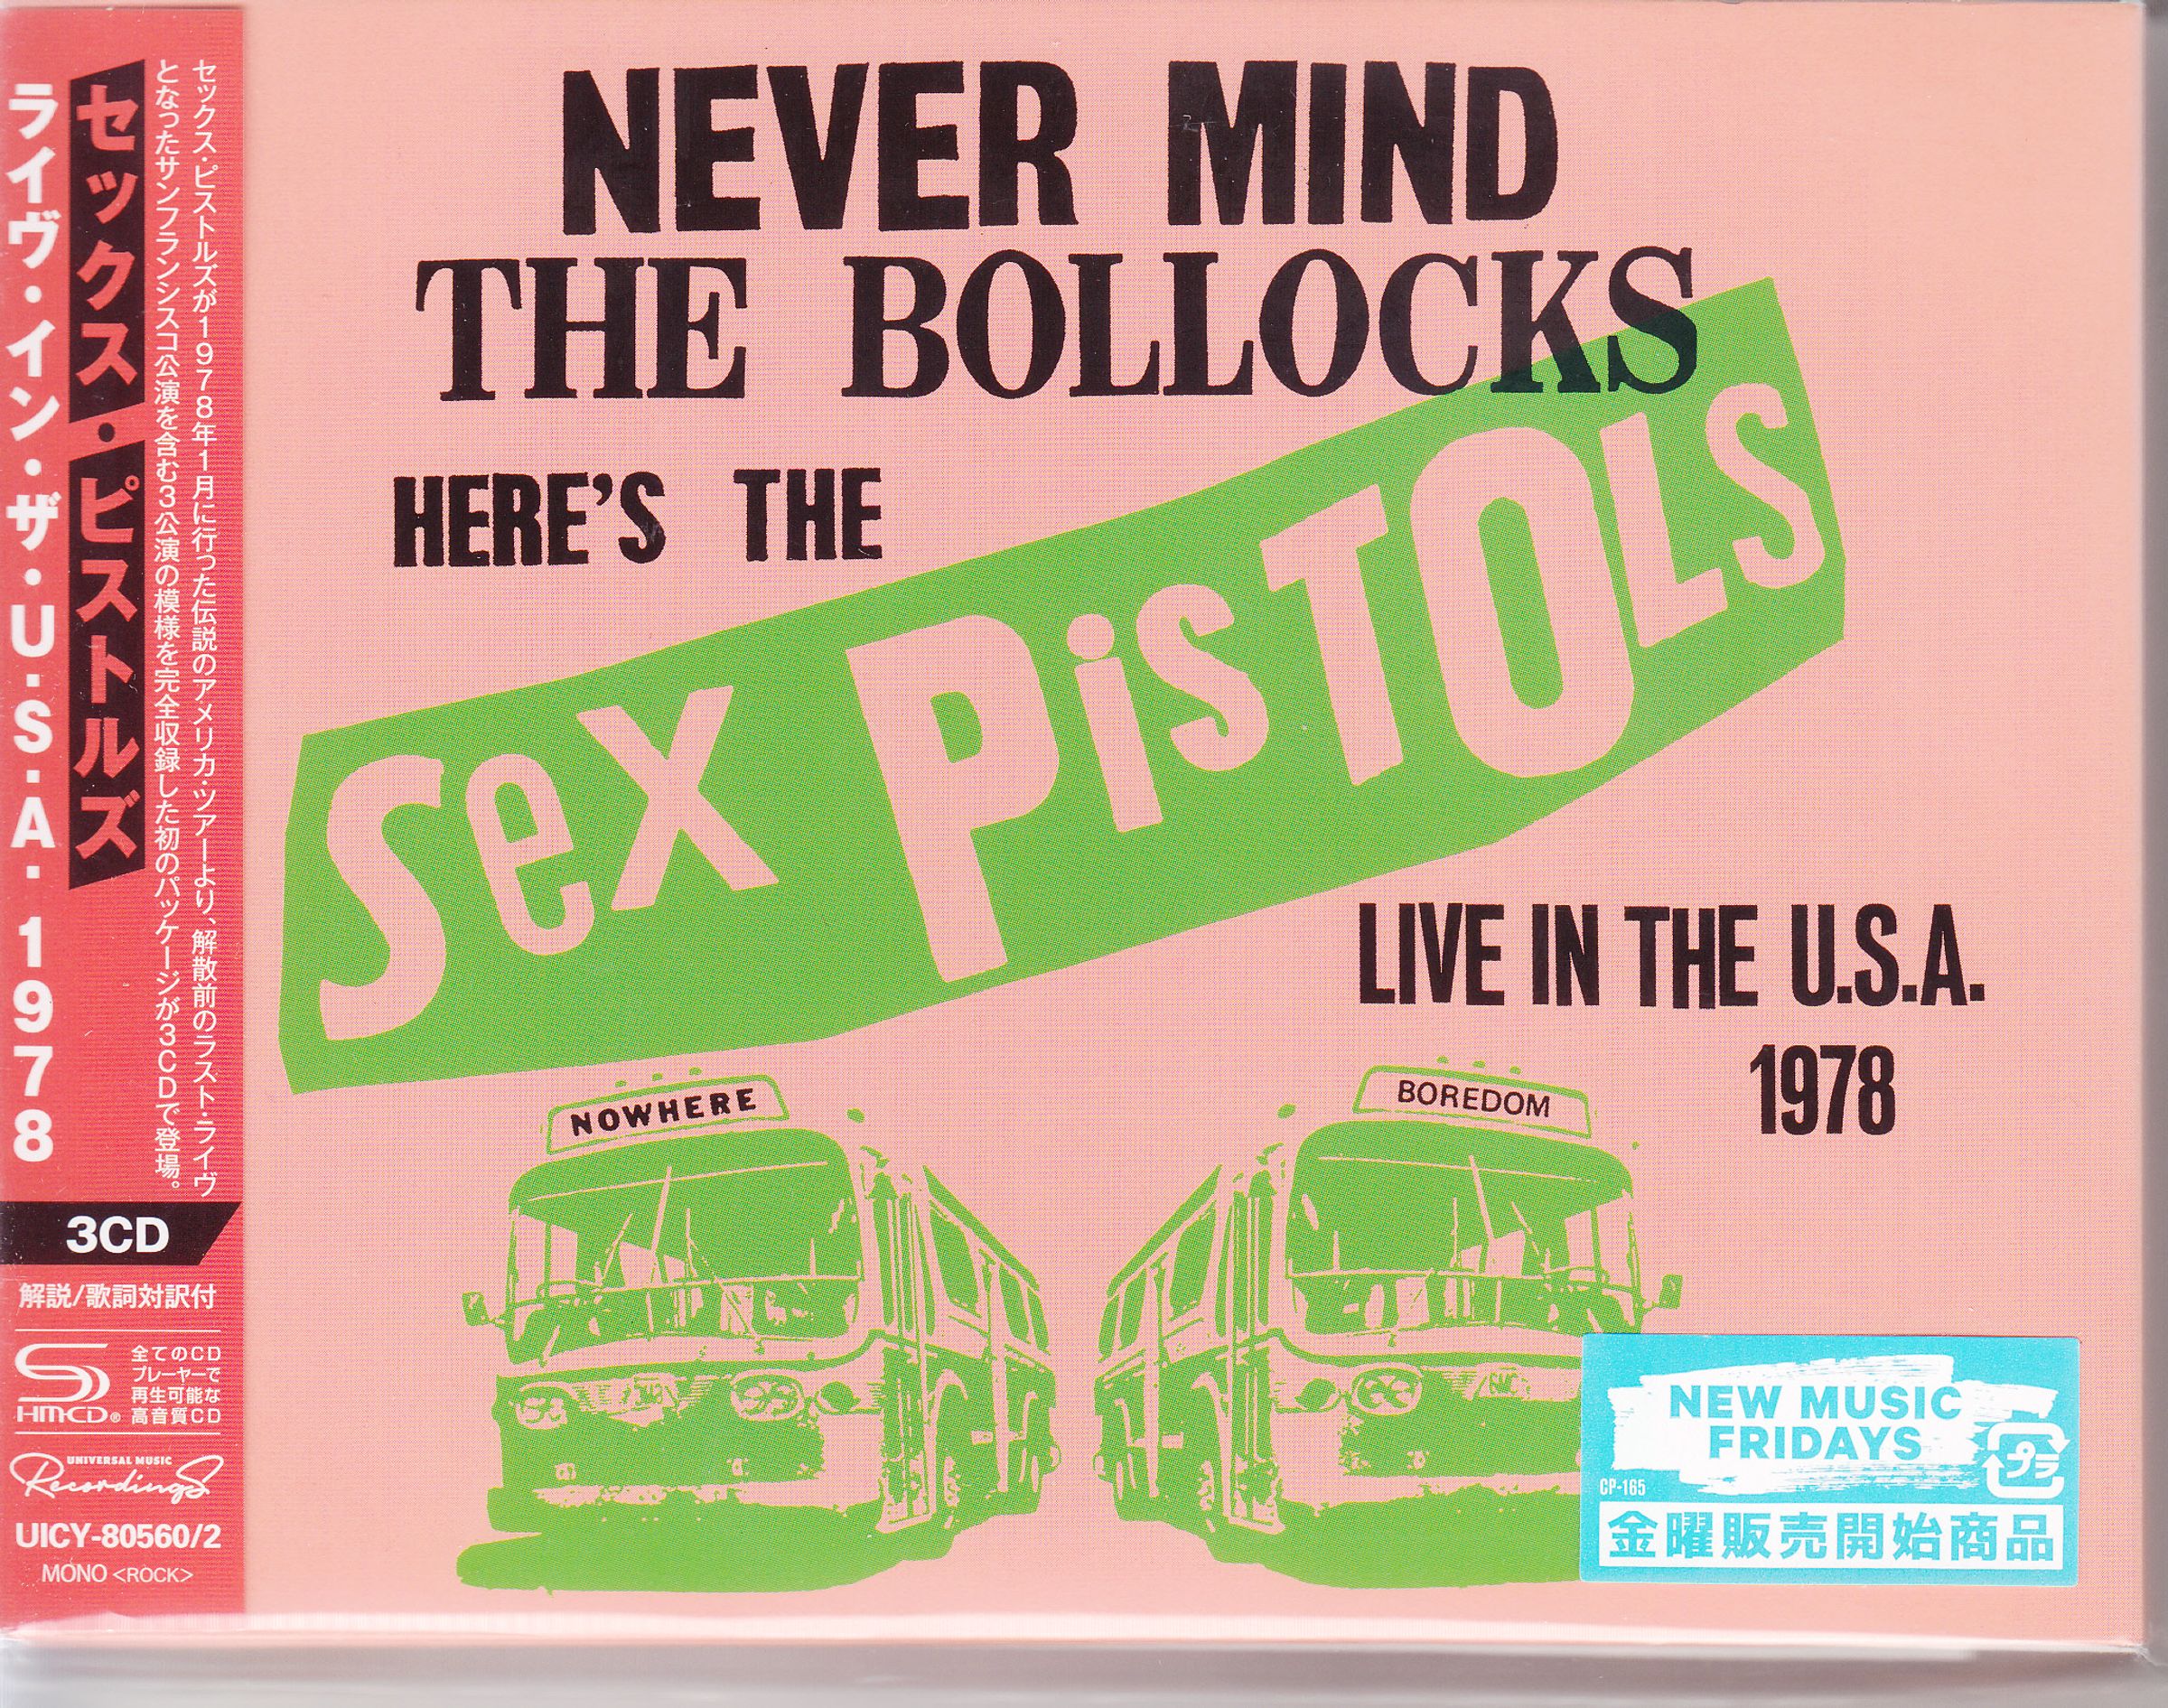 セックス・ピストルズが1978年1月に行った伝説のアメリカ・ツアーより、解散前のラスト・ライヴ
となったサンフランシスコ公演を含む3公演の模様を完全収録した初のパッケージが3CDで登場。
セックス・ピストルズ
ライヴ・イン・ザ・U.S.A. 1978
3CD
解説/歌詞対訳付
SHM-CD®
全てのCD
プレーヤーで
再生可能な
高音質CD
UNIVERSAL MUSIC
Recordings
UICY-80560/2
MONO <ROCK>
NEVER MIND
THE BOLLOCKS
HERE'S THE
SEX PiSTOLS
LIVE IN THE U.S.A.
1978
NOWHERE
BOREDOM
GMC
NEW MUSIC
FRIDAYS
プラ
CP-165
金曜販売開始商品